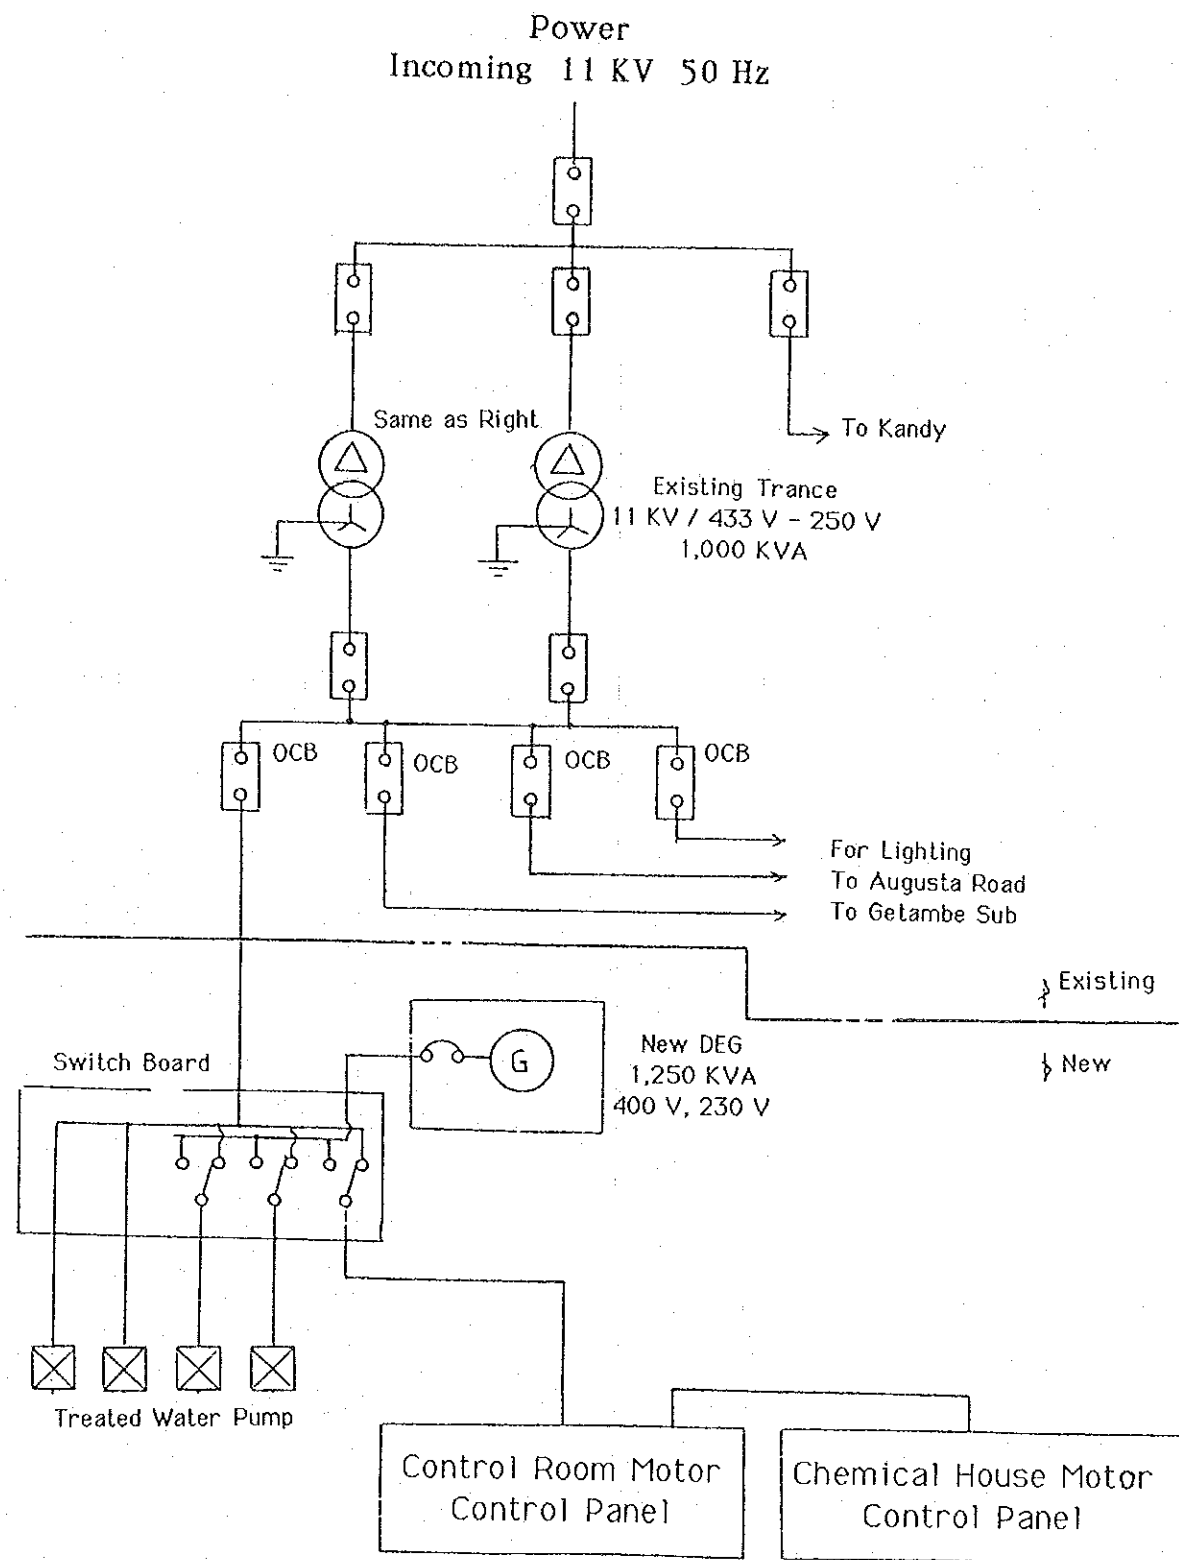 Power
Incoming 11 KV 50 Hz
Same as Right
To Kandy
Existing Trance
11 KV / 433 V - 250 V
1,000 KVA
OCB
OCB
OCB
OCB
For Lighting
To Augusta Road
To Getambe Sub
Existing
New
Switch Board
G
New DEG
1,250 KVA
400 V, 230 V
Treated Water Pump
Control Room Motor
Control Panel
Chemical House Motor
Control Panel